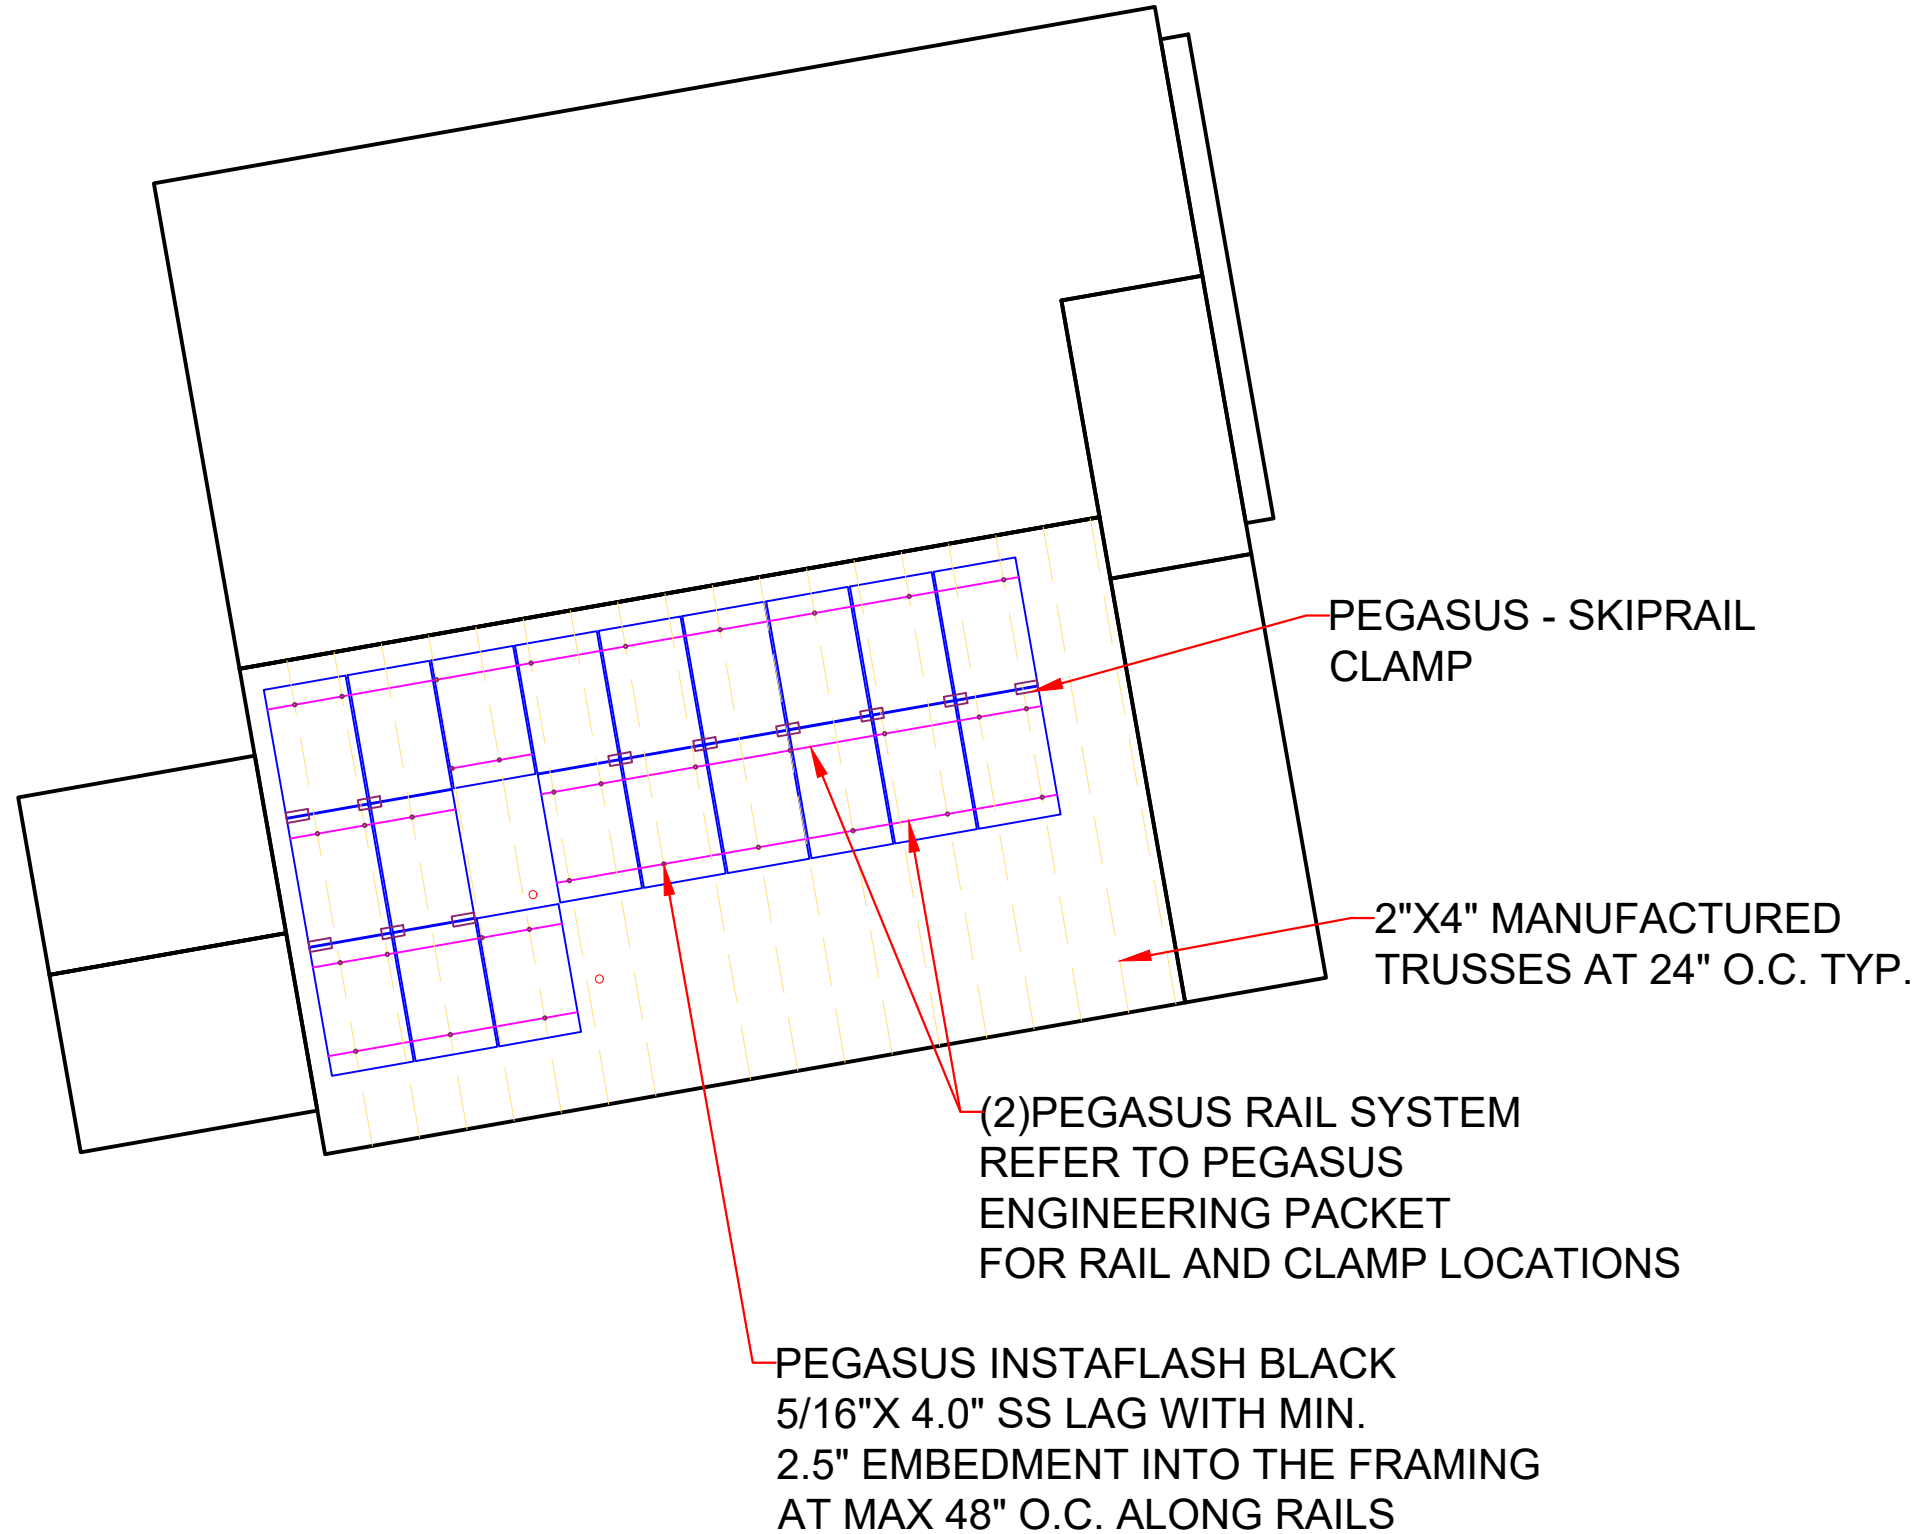 PEGASUS - SKIPRAIL
CLAMP
2"X4" MANUFACTURED
TRUSSES AT 24" O.C. TYP.
(2)PEGASUS RAIL SYSTEM
REFER TO PEGASUS
ENGINEERING PACKET
FOR RAIL AND CLAMP LOCATIONS
PEGASUS INSTAFLASH BLACK
5/16"X 4.0" SS LAG WITH MIN.
2.5" EMBEDMENT INTO THE FRAMING
AT MAX 48" O.C. ALONG RAILS